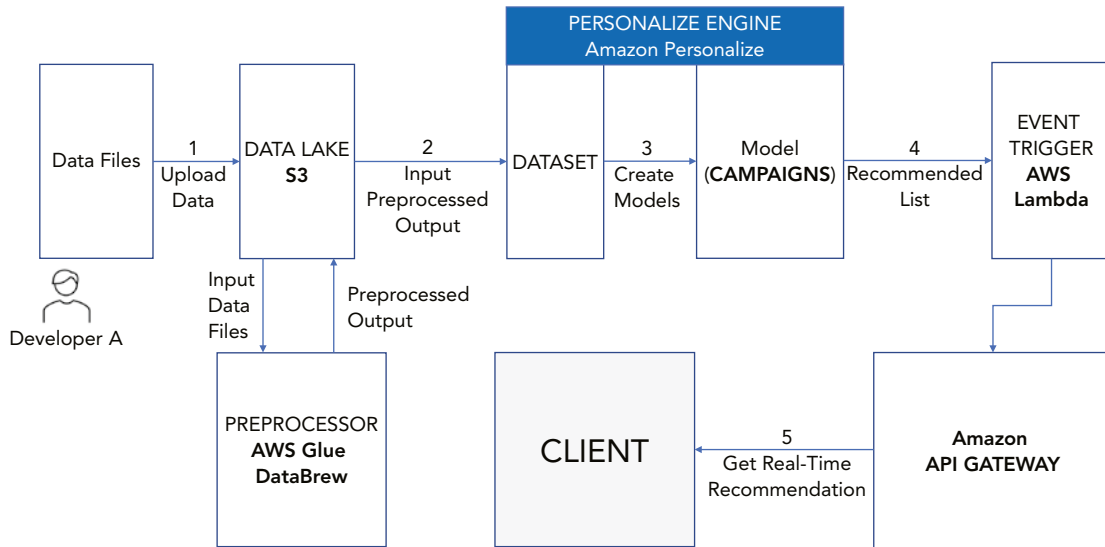 PERSONALIZE ENGINE
Amazon Personalize
Data Files
1
Upload
Data
DATA LAKE
S3
2
Input
Preprocessed
Output
DATASET
3
Create
Models
Model
(CAMPAIGNS)
4
Recommended
List
EVENT
TRIGGER
AWS
Lambda
Developer A
Input
Data
Files
Preprocessed
Output
PREPROCESSOR
AWS Glue
DataBrew
CLIENT
5
Get Real-Time
Recommendation
Amazon
API GATEWAY